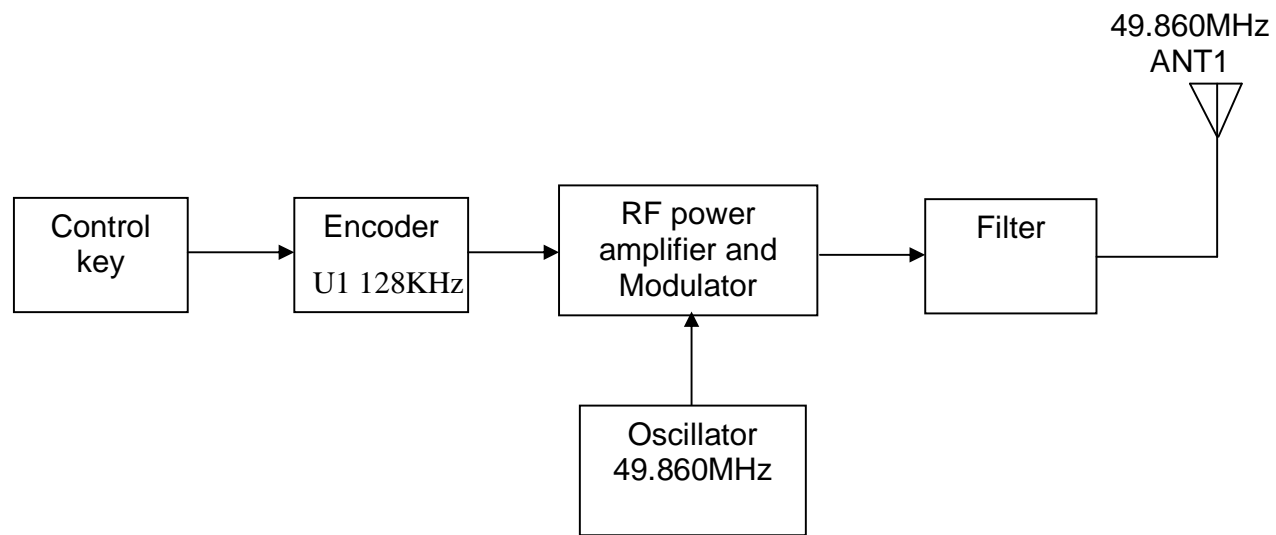 49.860MHz
ANT1
Control
key
Encoder
U1 128KHz
RF power
amplifier and
Modulator
Filter
Oscillator
49.860MHz